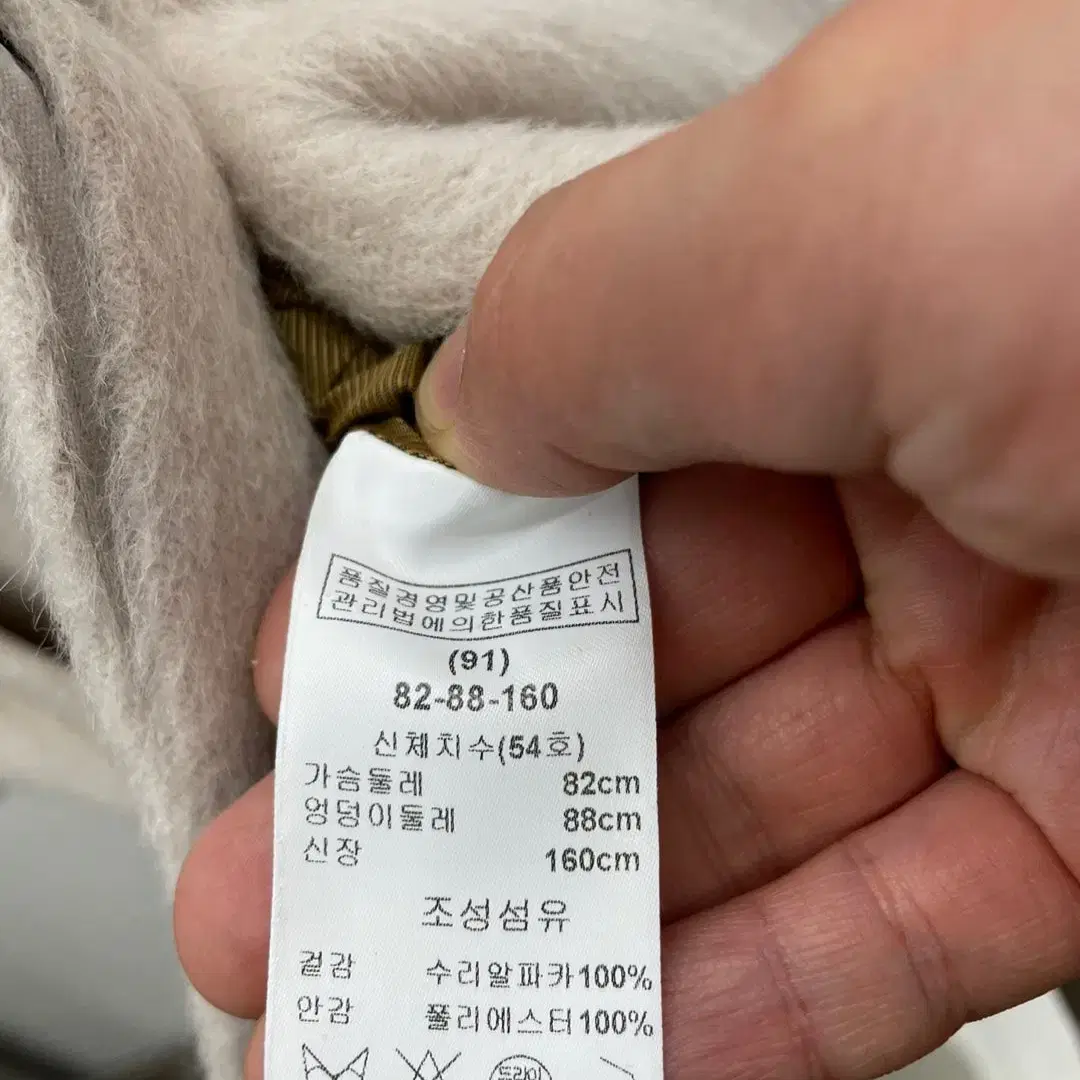 품질경영및공산품안전
관리법에의한품질표시
(91)
82-88-160
신체치수(54호)
가슴둘레 82cm
엉덩이둘레 88cm
신장 160cm
조성섬유
겉감 수리알파카100%
안감 폴리에스터100%
드라이